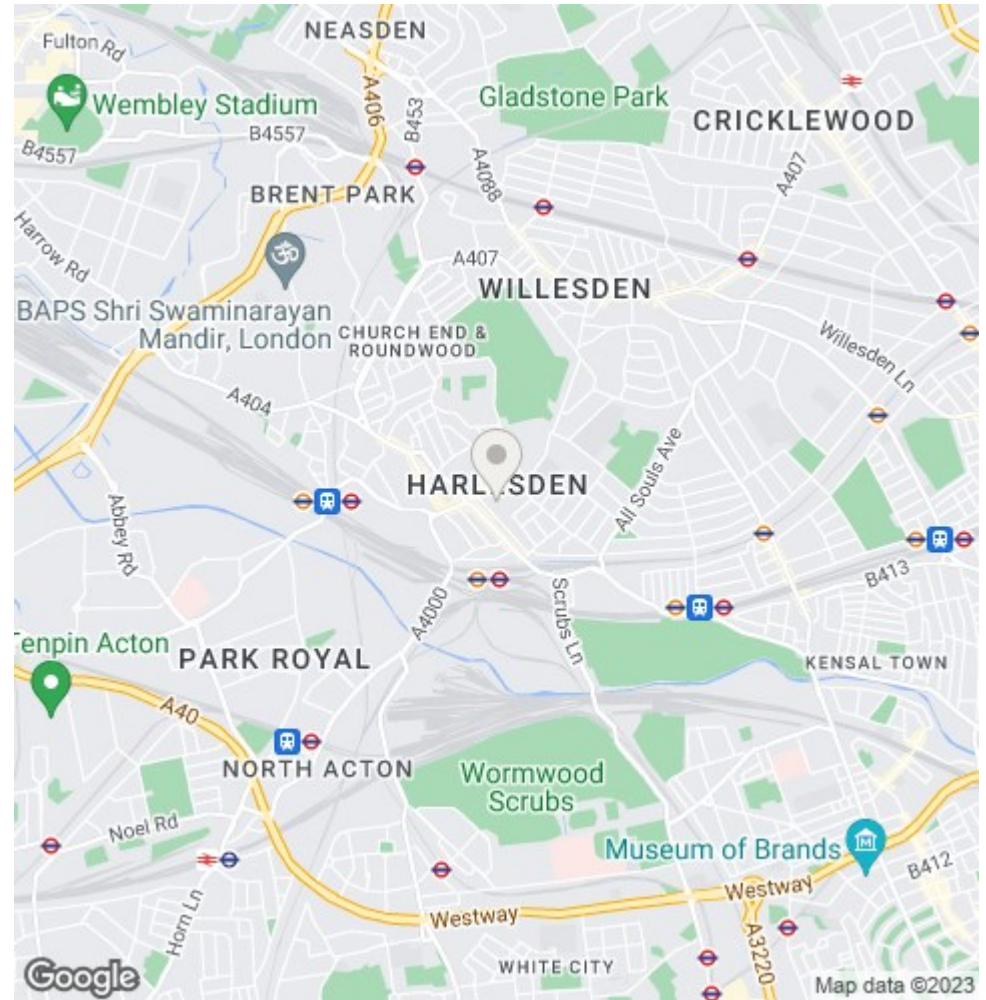 NEASDEN
Fulton Rd
A406
B453
Gladstone Park
Wembley Stadium
CRICKLEWOOD
B4557
B4557
A4088
A407
BRENT PARK
Harrow Rd
A407
WILLESDEN
BAPS Shri Swaminarayan
Mandir, London
CHURCH END &
ROUNDWOOD
Willesden Ln
A404
All Souls Ave
HARLESDEN
Abbey Rd
B413
A4000
Scrubs Ln
Tenpin Acton
PARK ROYAL
KENSAL TOWN
A40
NORTH ACTON
Wormwood
Scrubs
Noel Rd
Museum of Brands
M
B412
Westway
Horn Ln
Westway
A3220
WHITE CITY
Google
Map data ©2023